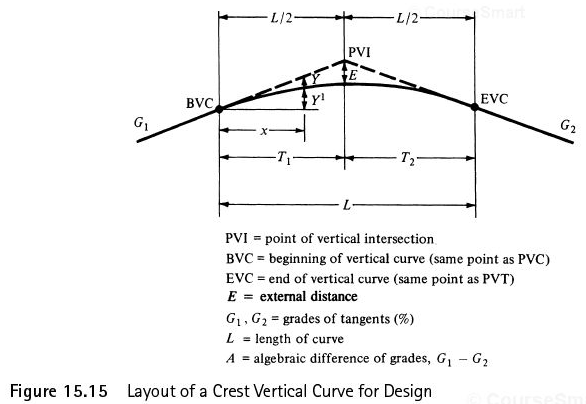 CourseSmart
L/2
L/2
PVI
Y
E
BVC
Y¹
EVC
G₁
G₂
x
T₁
T₂
L
PVI = point of vertical intersection
BVC = beginning of vertical curve (same point as PVC)
EVC = end of vertical curve (same point as PVT)
E = external distance
G₁, G₂ = grades of tangents (%)
L = length of curve
A = algebraic difference of grades, G₁ − G₂
Figure 15.15 Layout of a Crest Vertical Curve for Design
© CourseSm